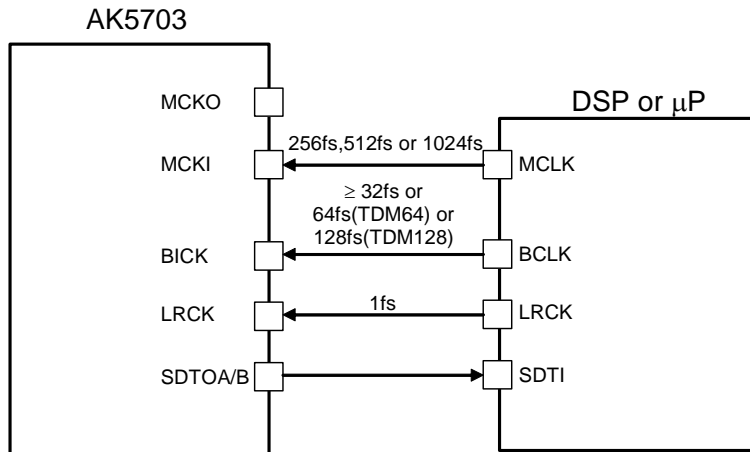 AK5703
DSP or μP
MCKO
256fs,512fs or 1024fs
MCKI
MCLK
≥ 32fs or
64fs(TDM64) or
128fs(TDM128)
BICK
BCLK
1fs
LRCK
LRCK
SDTOA/B
SDTI